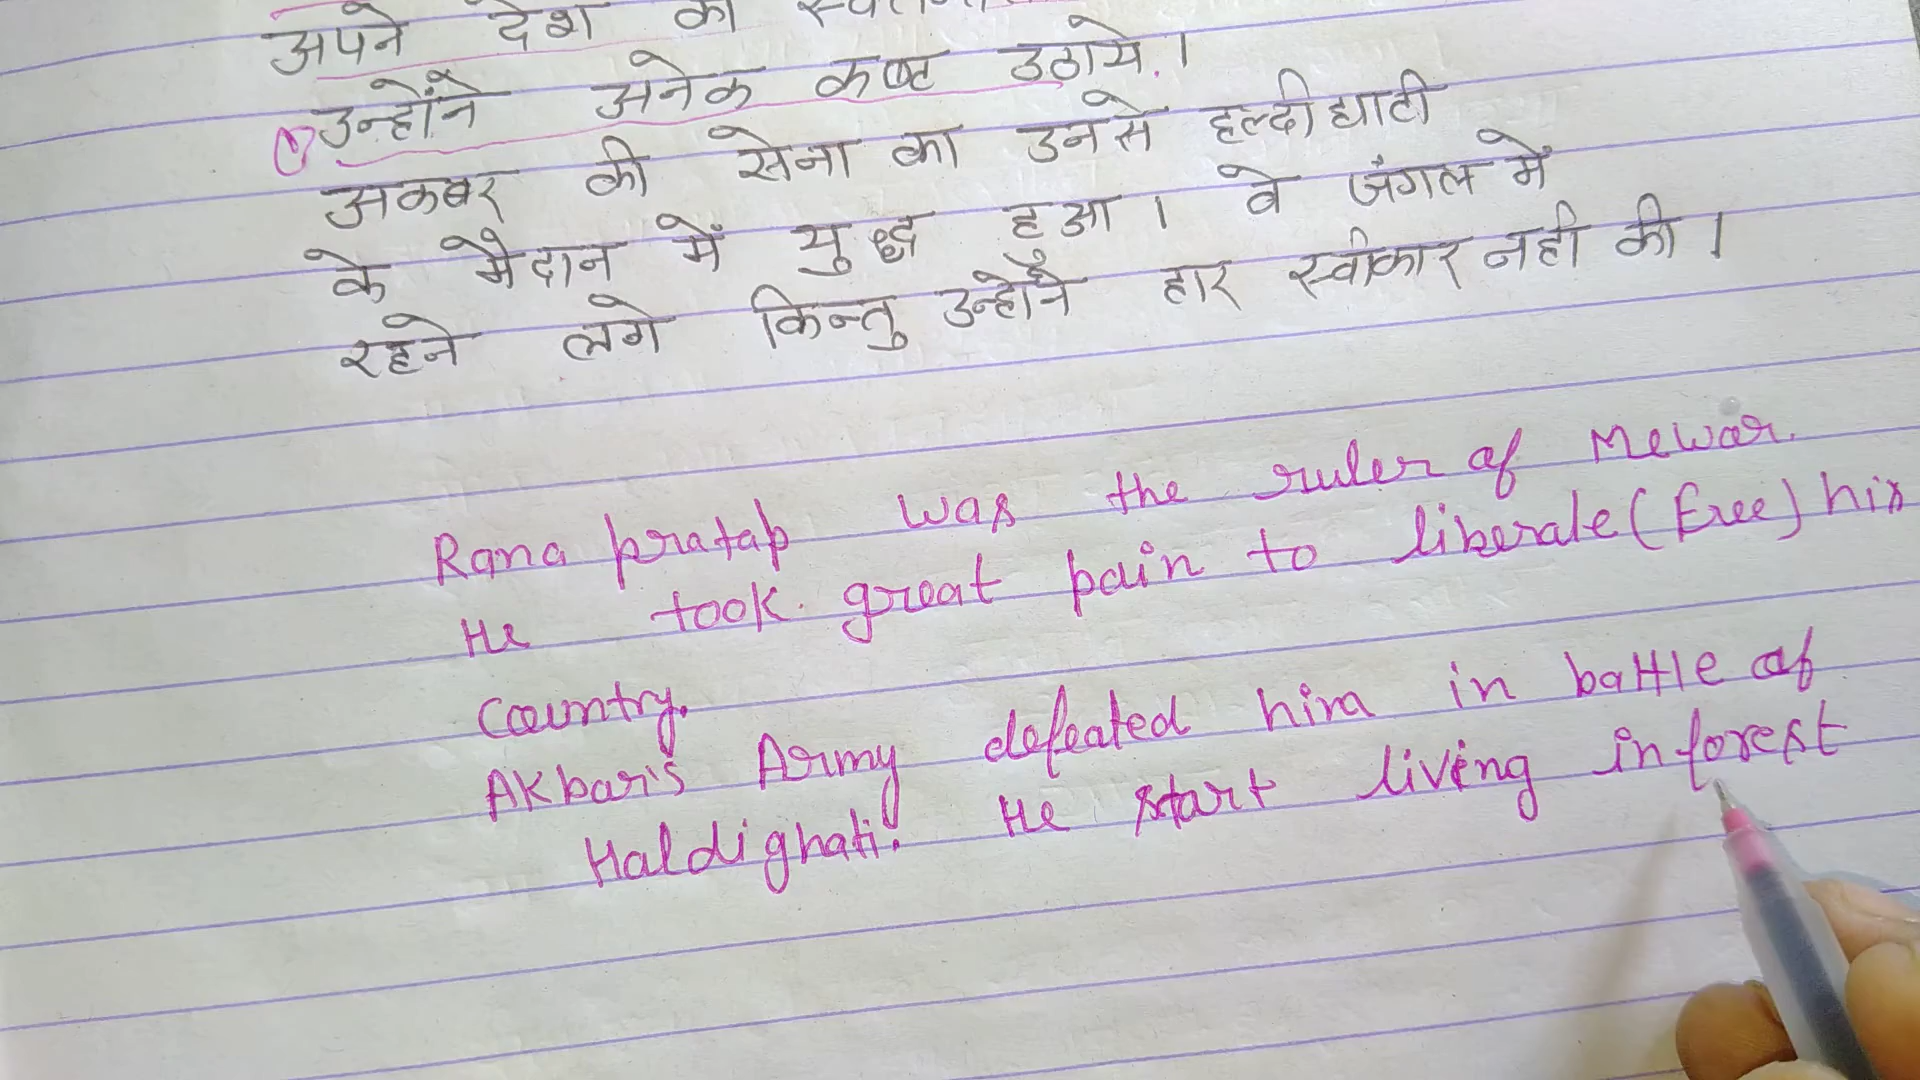 अपने देश को
उन्होंने अनेक कष्ट उठाये।
अकबर की सेना का उनसे हल्दीघाटी
के मैदान में युद्ध हुआ। वे जंगल में
रहने लगे किन्तु उन्होंने हार स्वीकार नही की।
Rana pratap was the ruler of Mewar.
He took great pain to liberale (free) his
Country.
Akbar's Army defeated him in battle of
Haldighati. He start living in forest